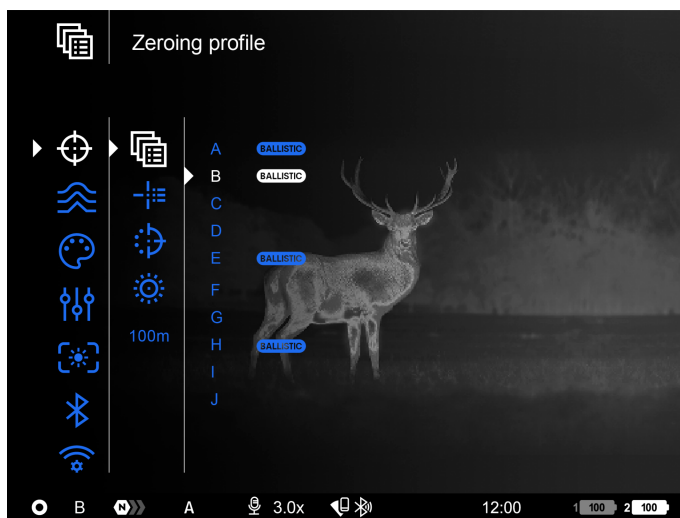 Zeroing profile
A BALLISTIC
B BALLISTIC
C
D
E BALLISTIC
F
G
H BALLISTIC
I
J
100m
B N A 3.0x 12:00 1 100 2 100